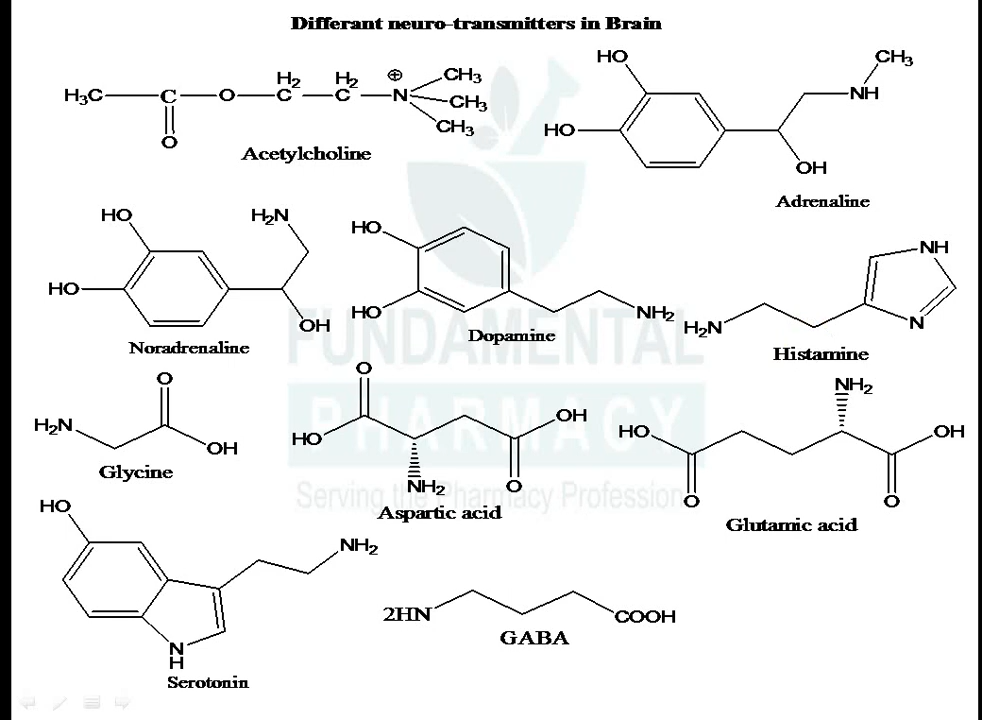 Differant neuro-transmitters in Brain
H3C C O H2 C H2 C ⊕ N CH3 CH3 CH3
O
Acetylcholine
HO HO OH NH CH3
Adrenaline
HO HO H2N OH
Noradrenaline
HO HO NH2
Dopamine
H2N NH N
Histamine
H2N O OH
Glycine
HO O NH2 O OH
Aspartic acid
HO O NH2 O OH
Glutamic acid
HO NH2 N H
Serotonin
2HN COOH
GABA
FUNDAMENTAL
PHARMACY
Serving the Pharmacy Profession